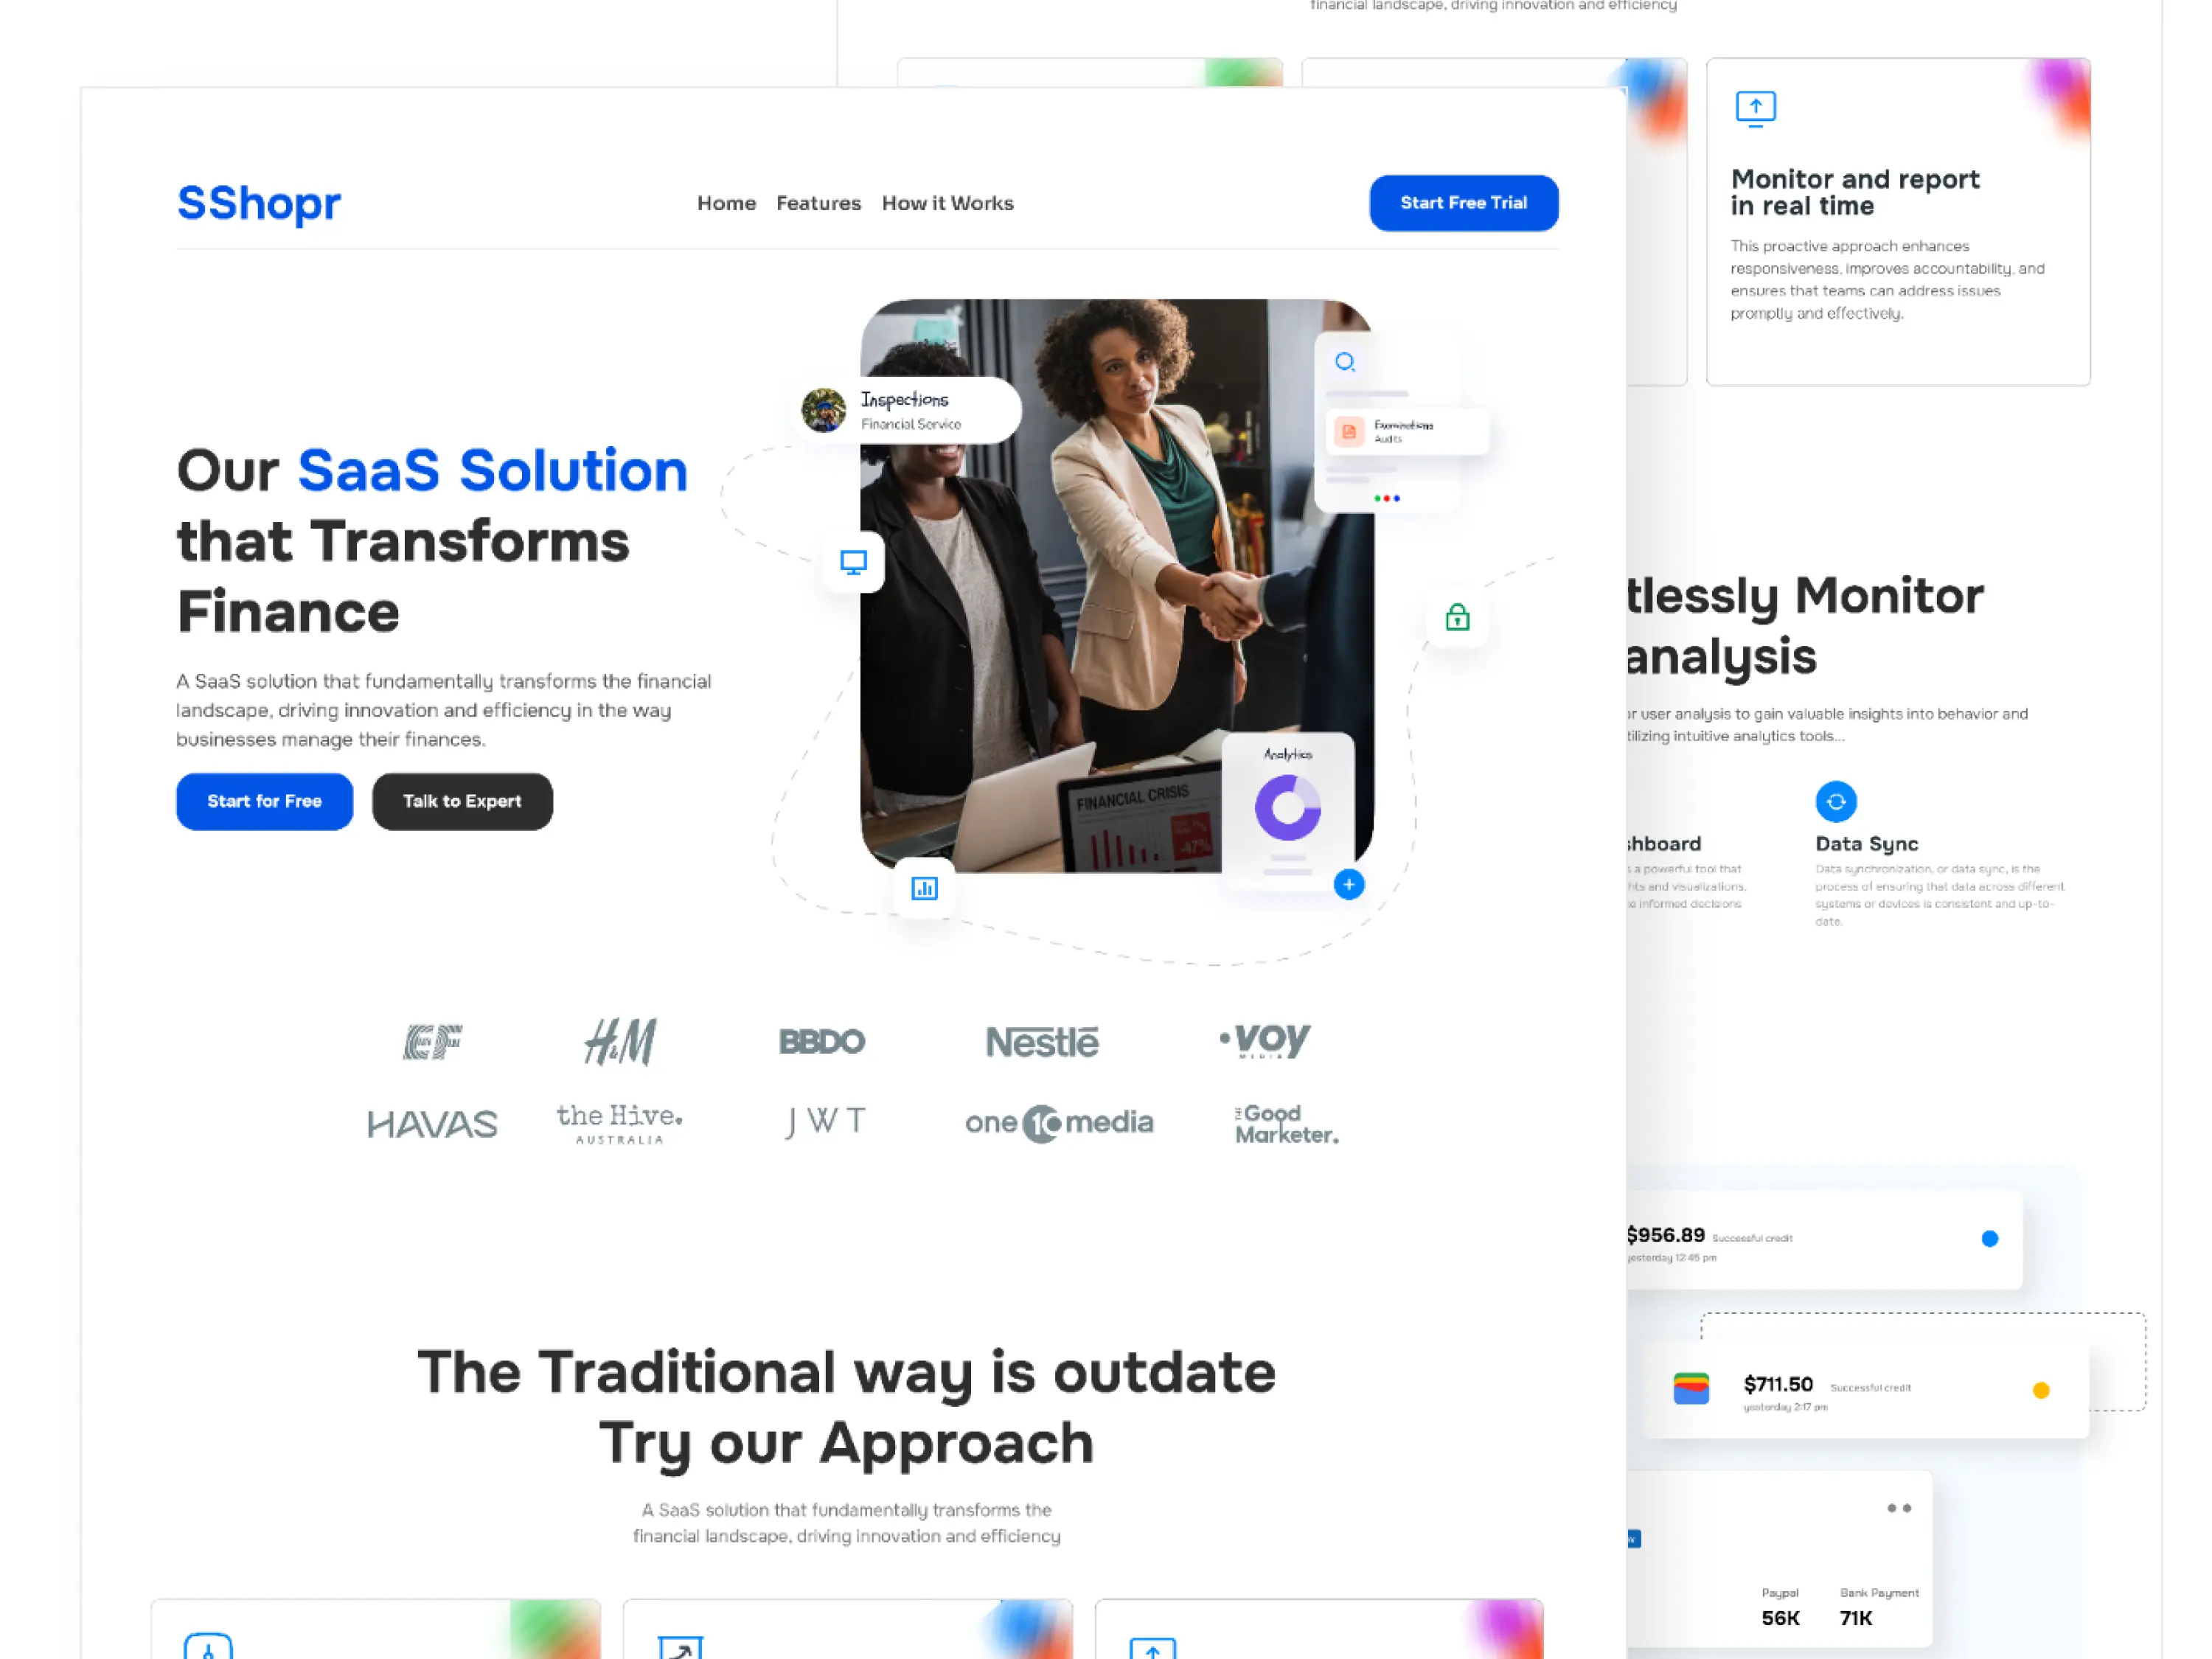 financial landscape, driving innovation and efficiency
Monitor and report
in real time
This proactive approach enhances
responsiveness, improves accountability, and
ensures that teams can address issues
promptly and effectively.
SShopr
Home Features How it Works
Start Free Trial
Inspections
Financial Service
Examinations
Audits
Our SaaS Solution
that Transforms
Finance
A SaaS solution that fundamentally transforms the financial
landscape, driving innovation and efficiency in the way
businesses manage their finances.
Start for Free
Talk to Expert
FINANCIAL CRISIS
-47%
Analytics
EF
H&M
BBDO
Nestlé
VOY
MEDIA
HAVAS
the Hive.
AUSTRALIA
JWT
one 10 media
THE Good
Marketer.
The Traditional way is outdate
Try our Approach
A SaaS solution that fundamentally transforms the
financial landscape, driving innovation and efficiency
tlessly Monitor
analysis
or user analysis to gain valuable insights into behavior and
tilizing intuitive analytics tools...
shboard
a powerful tool that
hts and visualizations,
informed decisions
Data Sync
Data synchronization, or data sync, is the
process of ensuring that data across different
systems or devices is consistent and up-to-
date.
$956.89 Successful credit
yesterday 12:45 pm
$711.50 Successful credit
yesterday 2:17 pm
Paypal
56K
Bank Payment
71K